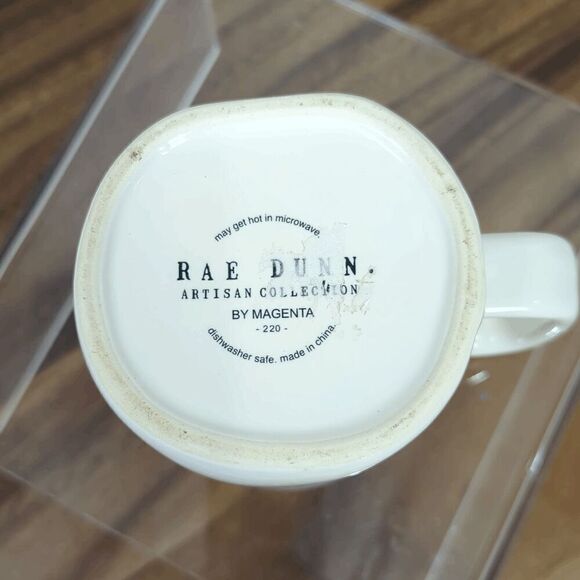 may get hot in microwave.
RAE DUNN.
ARTISAN COLLECTION
BY MAGENTA
- 220 -
dishwasher safe. made in china.